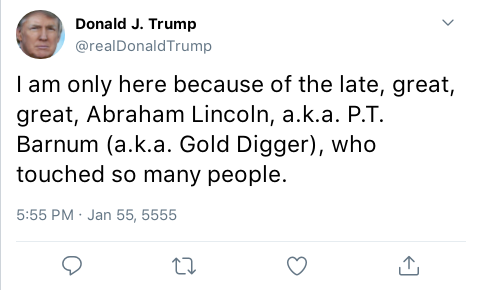 Donald J. Trump
@realDonaldTrump
I am only here because of the late, great,
great, Abraham Lincoln, a.k.a. P.T.
Barnum (a.k.a. Gold Digger), who
touched so many people.
5:55 PM · Jan 55, 5555